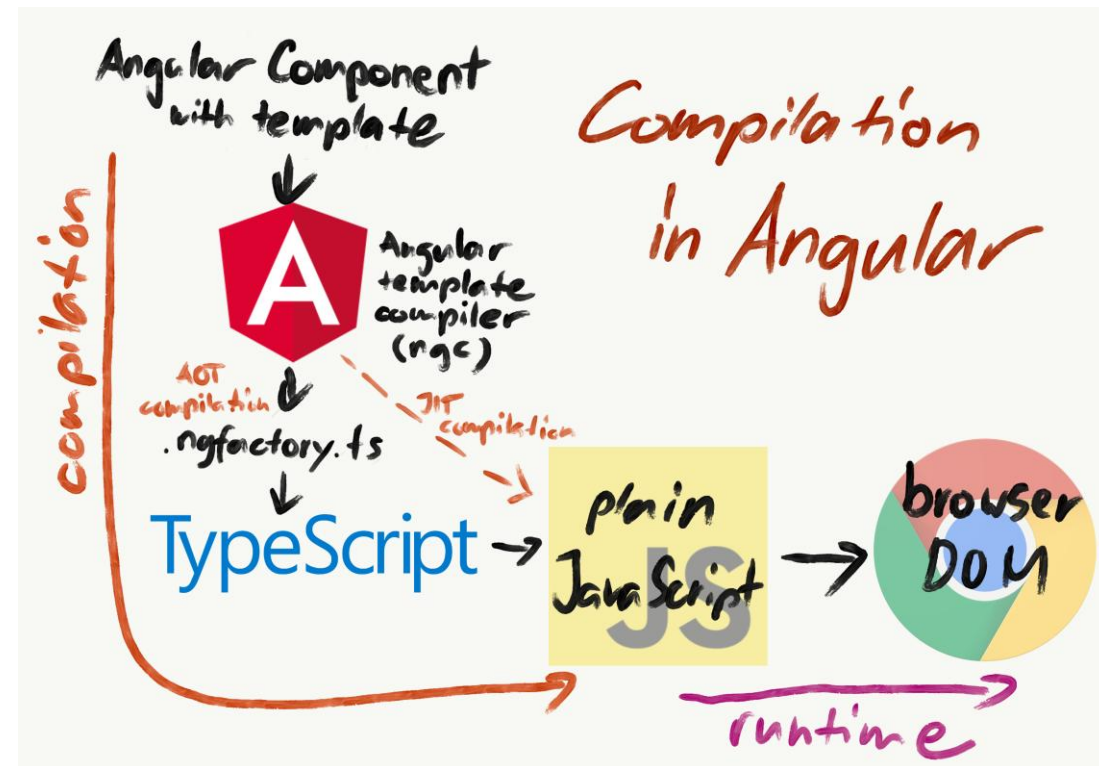 Angular Component
with template
Compilation
in Angular
compilation
A
Angular
template
compiler
(ngc)
AOT
compilation
JIT
compilation
.ngfactory.ts
TypeScript
plain
JavaScript
JS
browser
DOM
runtime